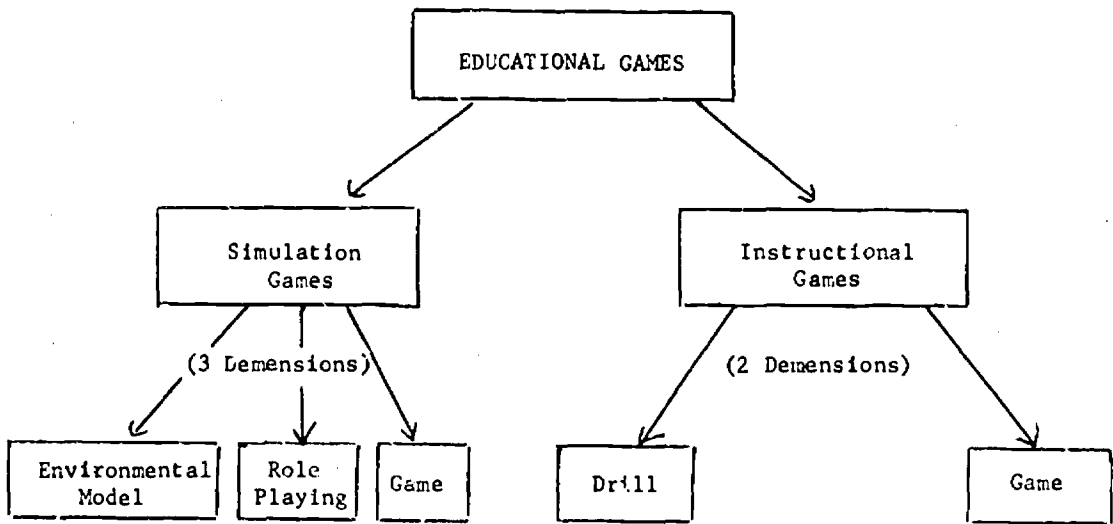 EDUCATIONAL GAMES
Simulation
Games
Instructional
Games
(3 Demensions)
(2 Demensions)
Environmental
Model
Role
Playing
Game
Drill
Game